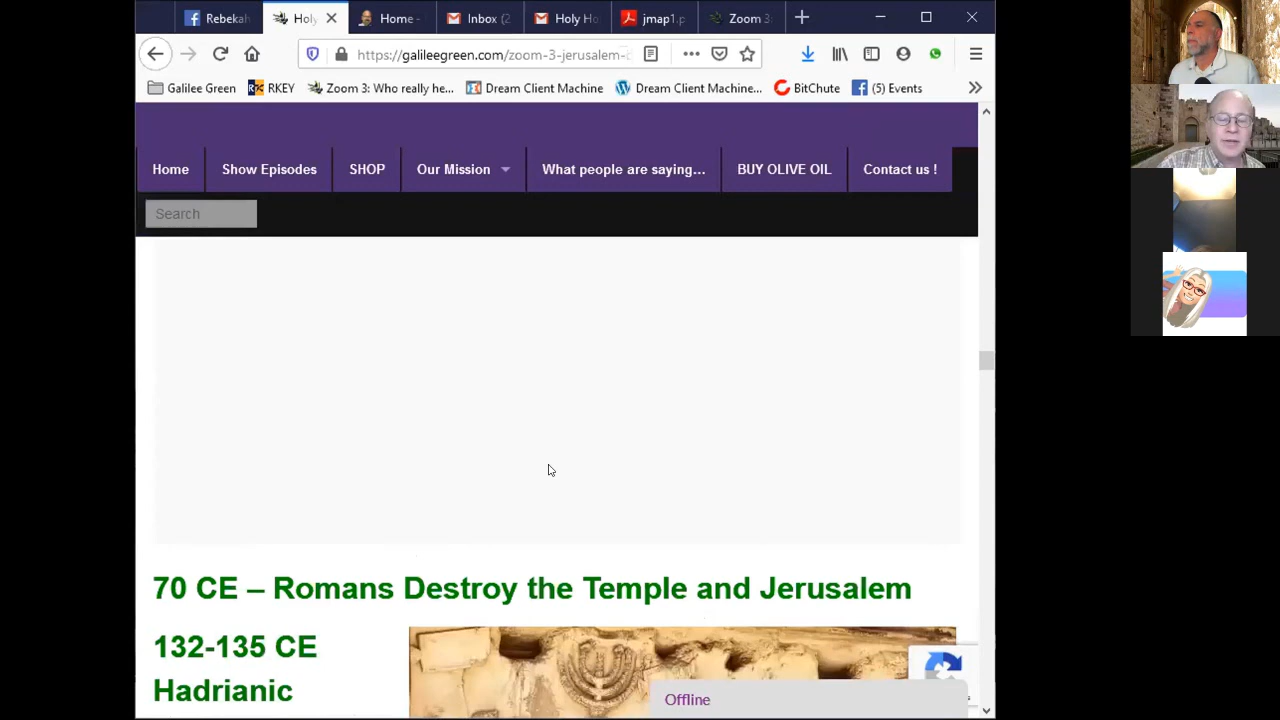 Rebekah
Holy
Home -
Inbox (2
Holy Ho
jmap1.p
Zoom 3:
https://galileegreen.com/zoom-3-jerusalem-
Galilee Green
RKEY
Zoom 3: Who really he...
Dream Client Machine
Dream Client Machine...
BitChute
(5) Events
Home
Show Episodes
SHOP
Our Mission
What people are saying...
BUY OLIVE OIL
Contact us !
Search
70 CE – Romans Destroy the Temple and Jerusalem
132-135 CE
Hadrianic
Offline